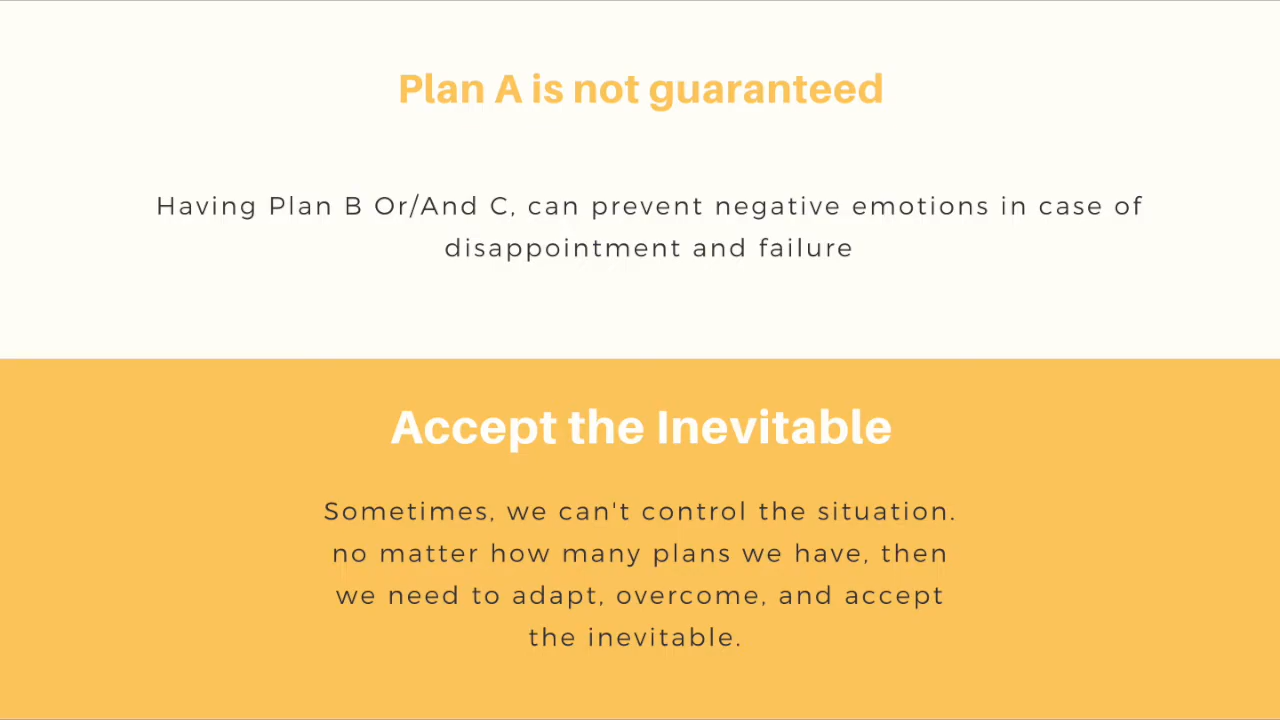 Plan A is not guaranteed
Having Plan B Or/And C, can prevent negative emotions in case of
disappointment and failure
Accept the Inevitable
Sometimes, we can't control the situation.
no matter how many plans we have, then
we need to adapt, overcome, and accept
the inevitable.